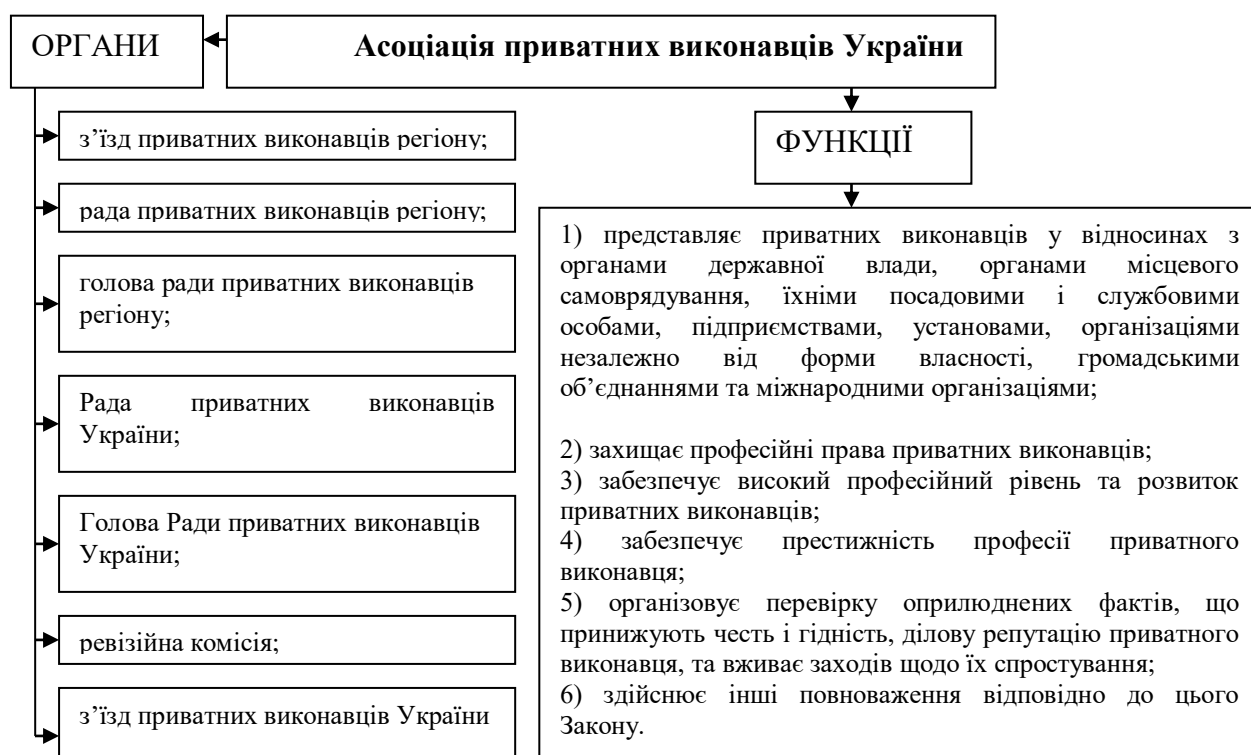 ОРГАНИ
Асоціація приватних виконавців України
з’їзд приватних виконавців регіону;
рада приватних виконавців регіону;
голова ради приватних виконавців
регіону;
Рада приватних виконавців
України;
Голова Ради приватних виконавців
України;
ревізійна комісія;
з’їзд приватних виконавців України
ФУНКЦІЇ
1) представляє приватних виконавців у відносинах з
органами державної влади, органами місцевого
самоврядування, їхніми посадовими і службовими
особами, підприємствами, установами, організаціями
незалежно від форми власності, громадськими
об’єднаннями та міжнародними організаціями;
2) захищає професійні права приватних виконавців;
3) забезпечує високий професійний рівень та розвиток
приватних виконавців;
4) забезпечує престижність професії приватного
виконавця;
5) організовує перевірку оприлюднених фактів, що
принижують честь і гідність, ділову репутацію приватного
виконавця, та вживає заходів щодо їх спростування;
6) здійснює інші повноваження відповідно до цього
Закону.